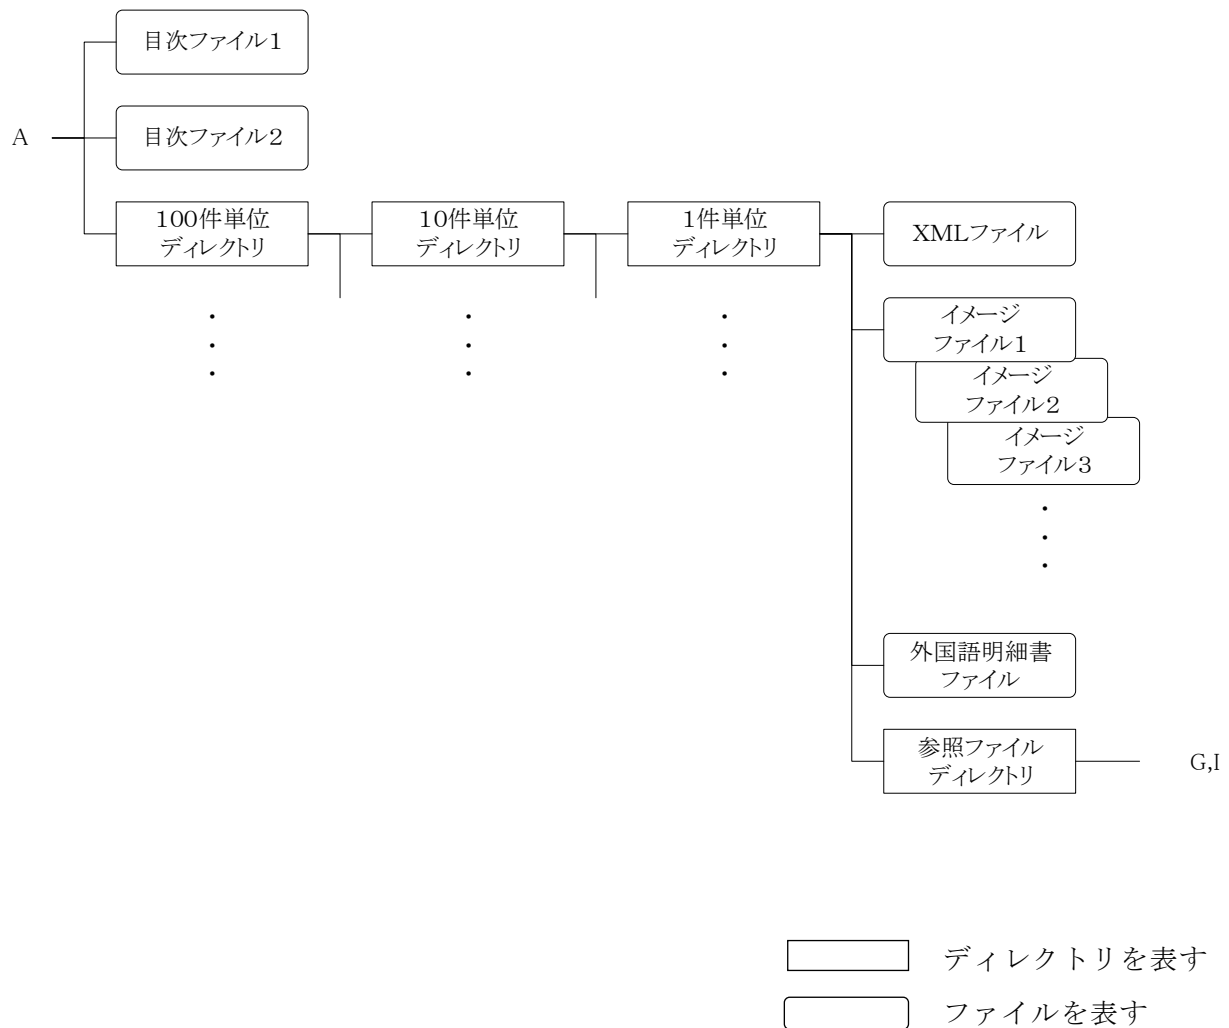 目次ファイル1
A
目次ファイル2
100件単位
ディレクトリ
10件単位
ディレクトリ
1件単位
ディレクトリ
XMLファイル
イメージ
ファイル1
イメージ
ファイル2
イメージ
ファイル3
外国語明細書
ファイル
参照ファイル
ディレクトリ
G,I
ディレクトリを表す
ファイルを表す